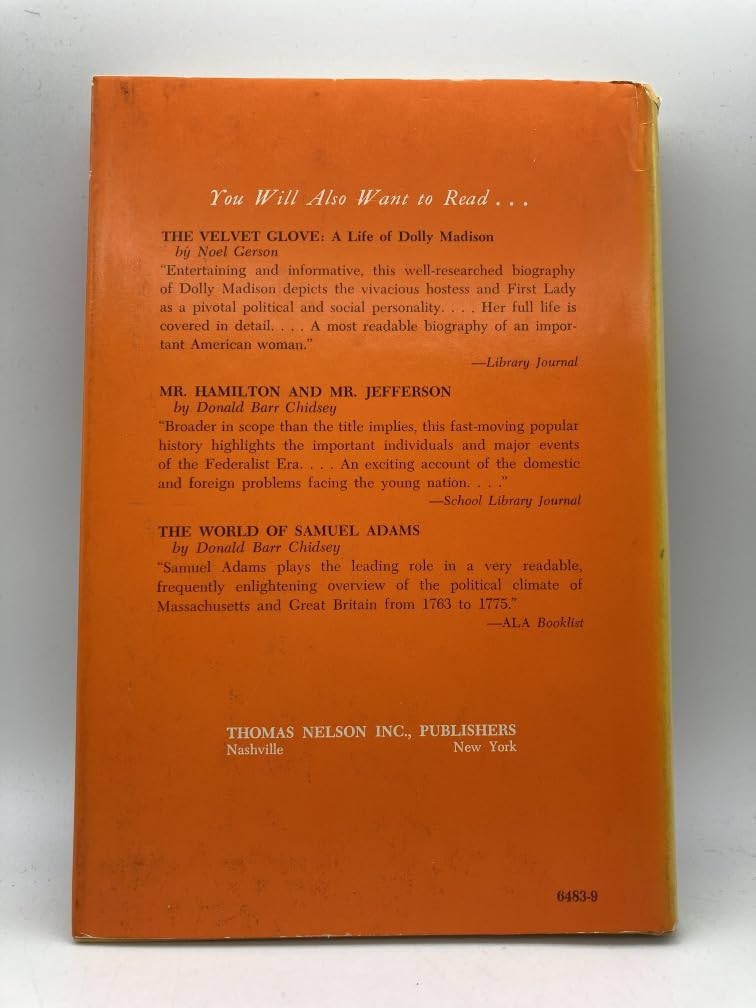 You Will Also Want to Read . . .
THE VELVET GLOVE: A Life of Dolly Madison
by Noel Gerson
“Entertaining and informative, this well-researched biography
of Dolly Madison depicts the vivacious hostess and First Lady
as a pivotal political and social personality. . . . Her full life is
covered in detail. . . . A most readable biography of an impor-
tant American woman.”
—Library Journal
MR. HAMILTON AND MR. JEFFERSON
by Donald Barr Chidsey
“Broader in scope than the title implies, this fast-moving popular
history highlights the important individuals and major events
of the Federalist Era. . . . An exciting account of the domestic
and foreign problems facing the young nation. . . .”
—School Library Journal
THE WORLD OF SAMUEL ADAMS
by Donald Barr Chidsey
“Samuel Adams plays the leading role in a very readable,
frequently enlightening overview of the political climate of
Massachusetts and Great Britain from 1763 to 1775.”
—ALA Booklist
THOMAS NELSON INC., PUBLISHERS
Nashville New York
6483-9